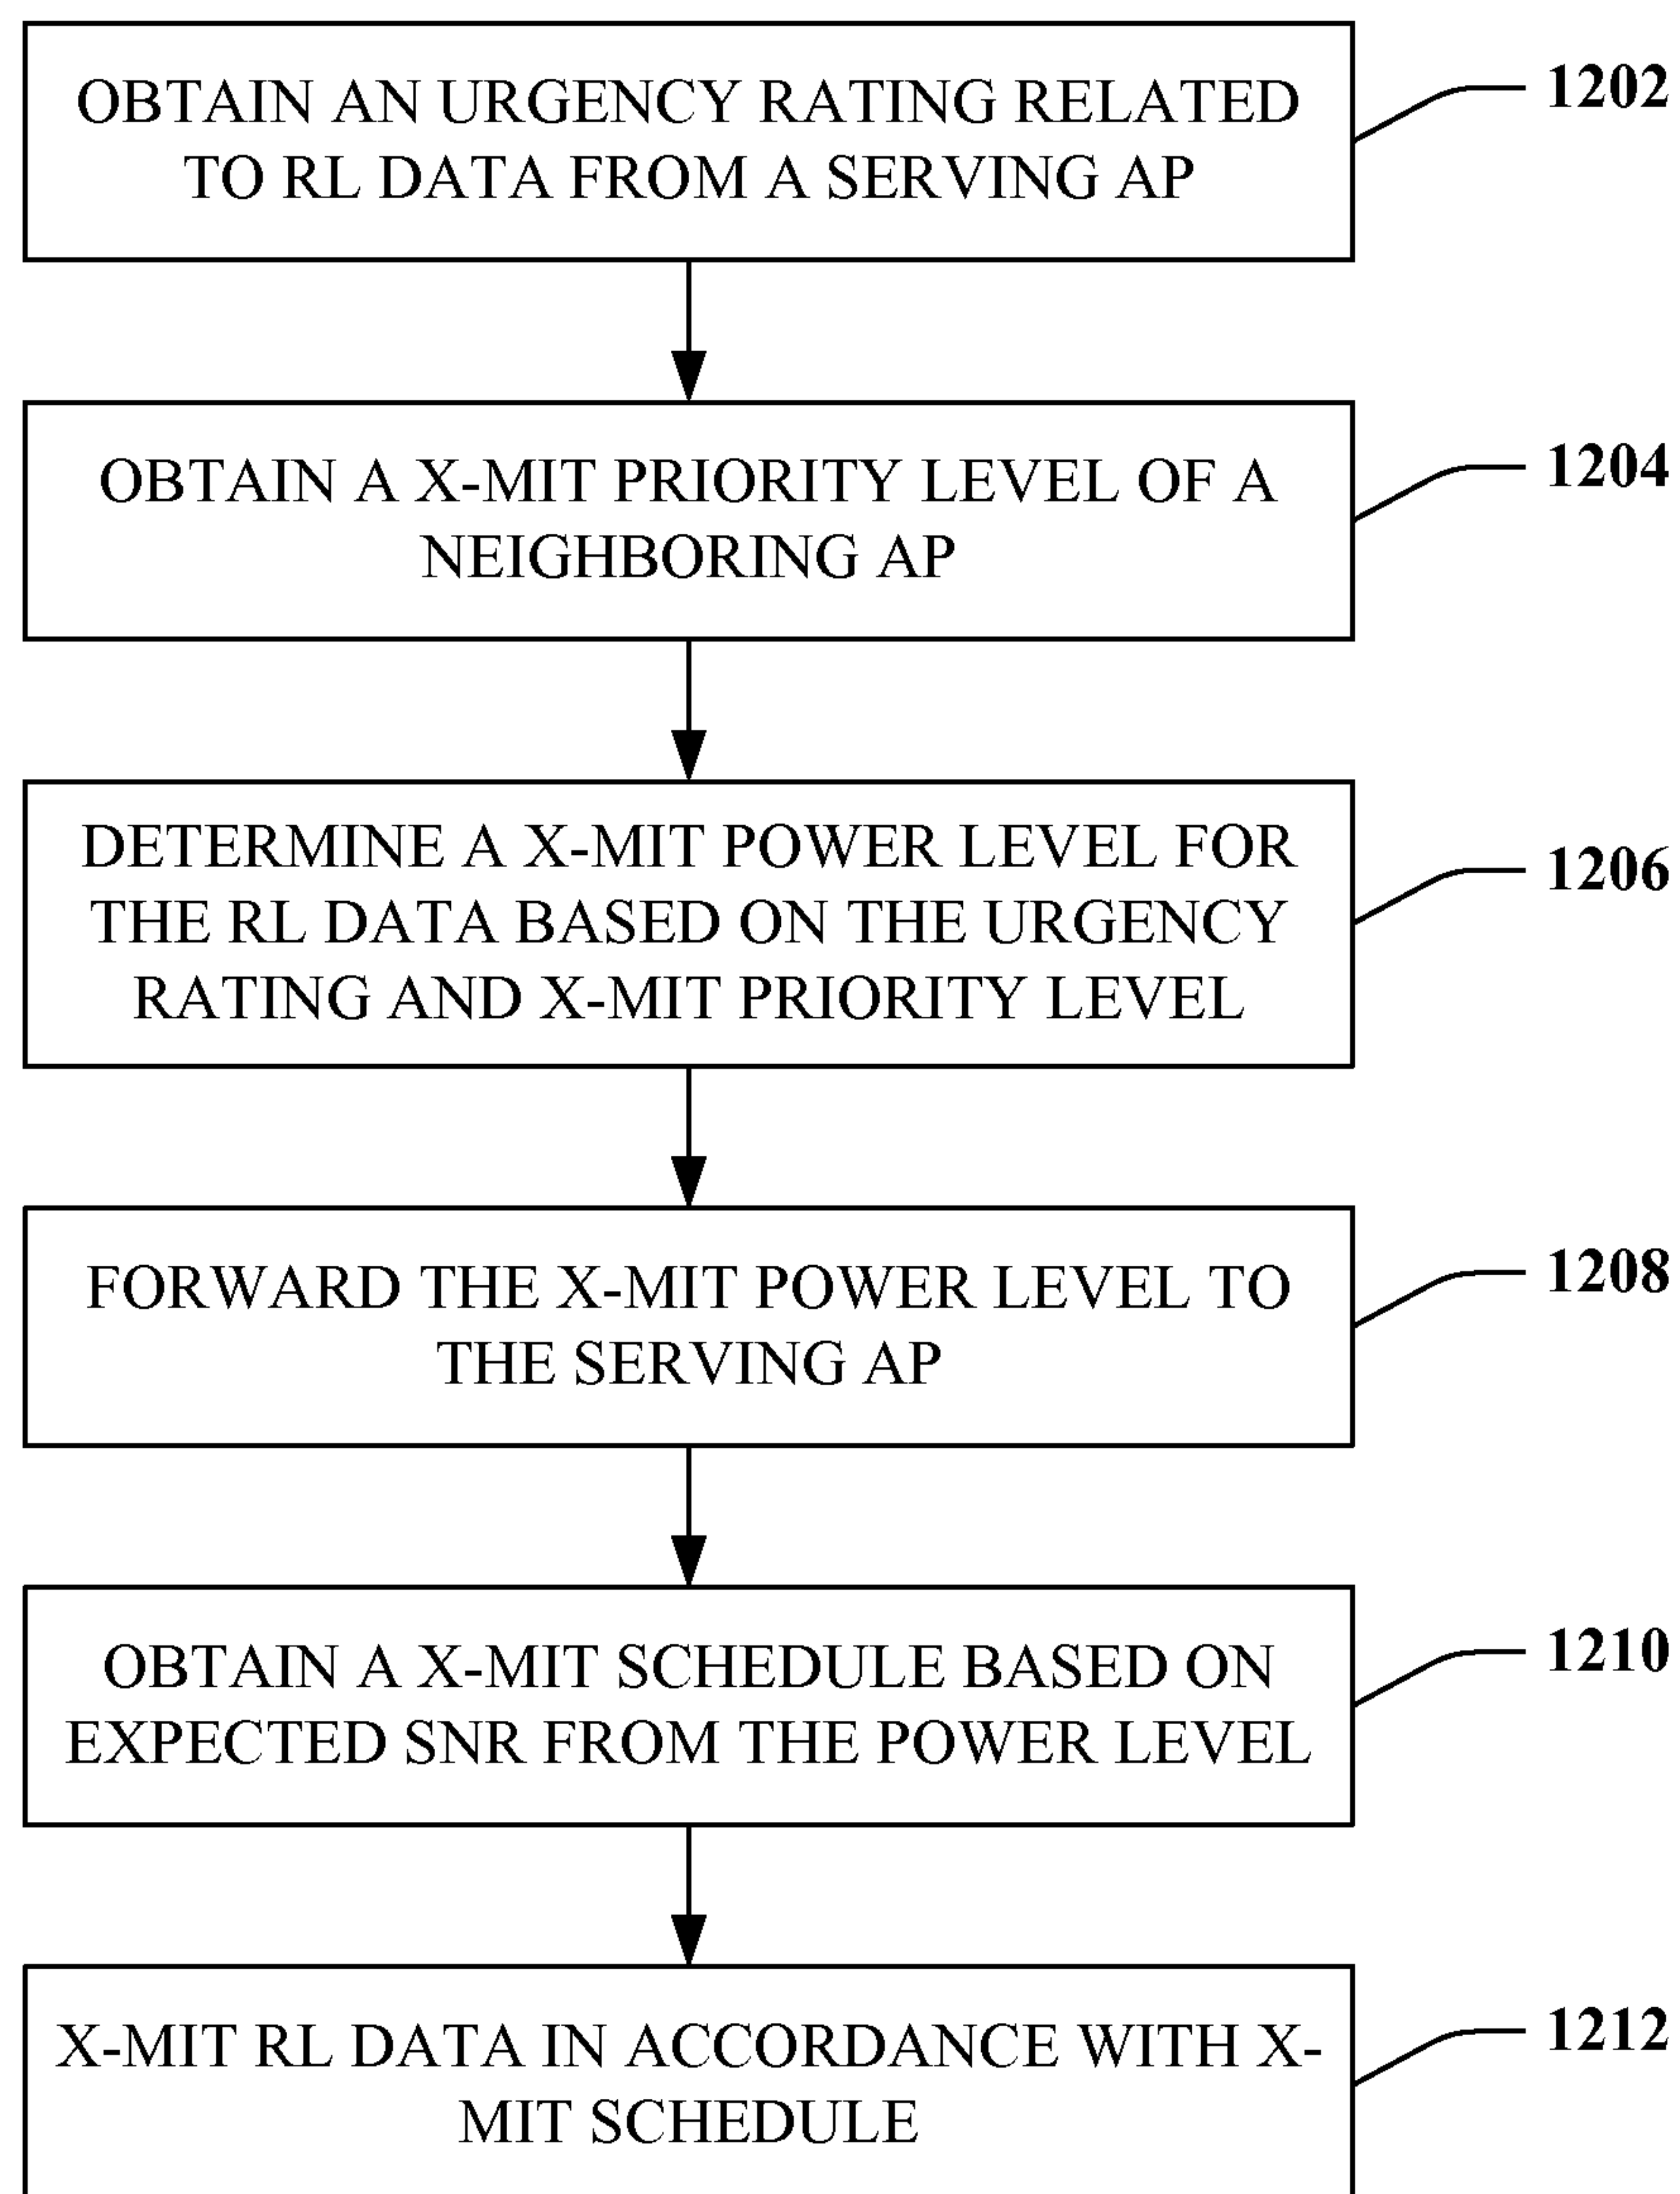 OBTAIN AN URGENCY RATING RELATED
TO RL DATA FROM A SERVING AP
1202
OBTAIN A X-MIT PRIORITY LEVEL OF A
NEIGHBORING AP
1204
DETERMINE A X-MIT POWER LEVEL FOR
THE RL DATA BASED ON THE URGENCY
RATING AND X-MIT PRIORITY LEVEL
1206
FORWARD THE X-MIT POWER LEVEL TO
THE SERVING AP
1208
OBTAIN A X-MIT SCHEDULE BASED ON
EXPECTED SNR FROM THE POWER LEVEL
1210
X-MIT RL DATA IN ACCORDANCE WITH X-
MIT SCHEDULE
1212